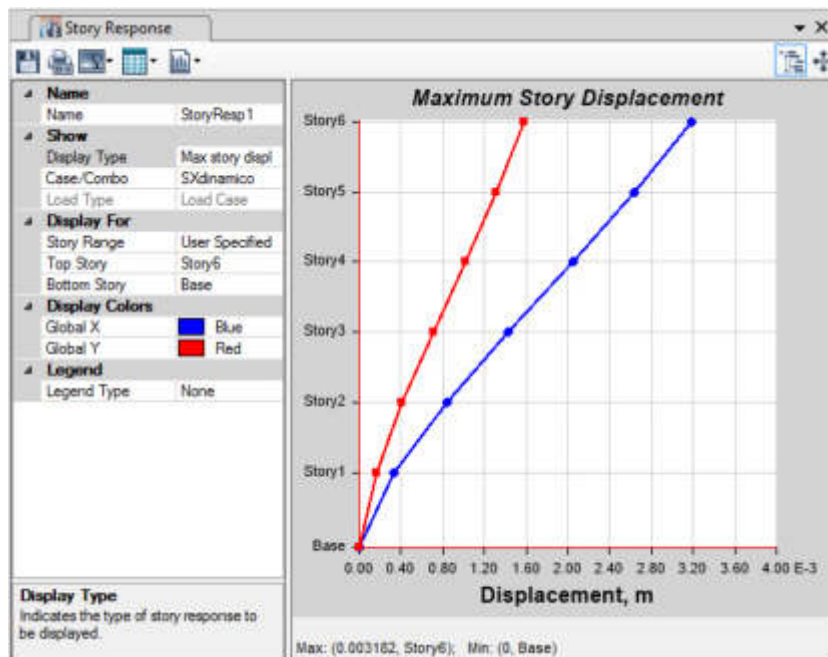 Story Response
Name
Name StoryResp1
Show
Display Type Max story displ
Case/Combo SXdinamico
Load Type Load Case
Display For
Story Range User Specified
Top Story Story6
Bottom Story Base
Display Colors
Global X Blue
Global Y Red
Legend
Legend Type None
Display Type
Indicates the type of story response to
be displayed.
Maximum Story Displacement
Story6
Story5
Story4
Story3
Story2
Story1
Base
0.00 0.40 0.80 1.20 1.60 2.00 2.40 2.80 3.20 3.60 4.00 E-3
Displacement, m
Max: (0.003182, Story6); Min: (0, Base)